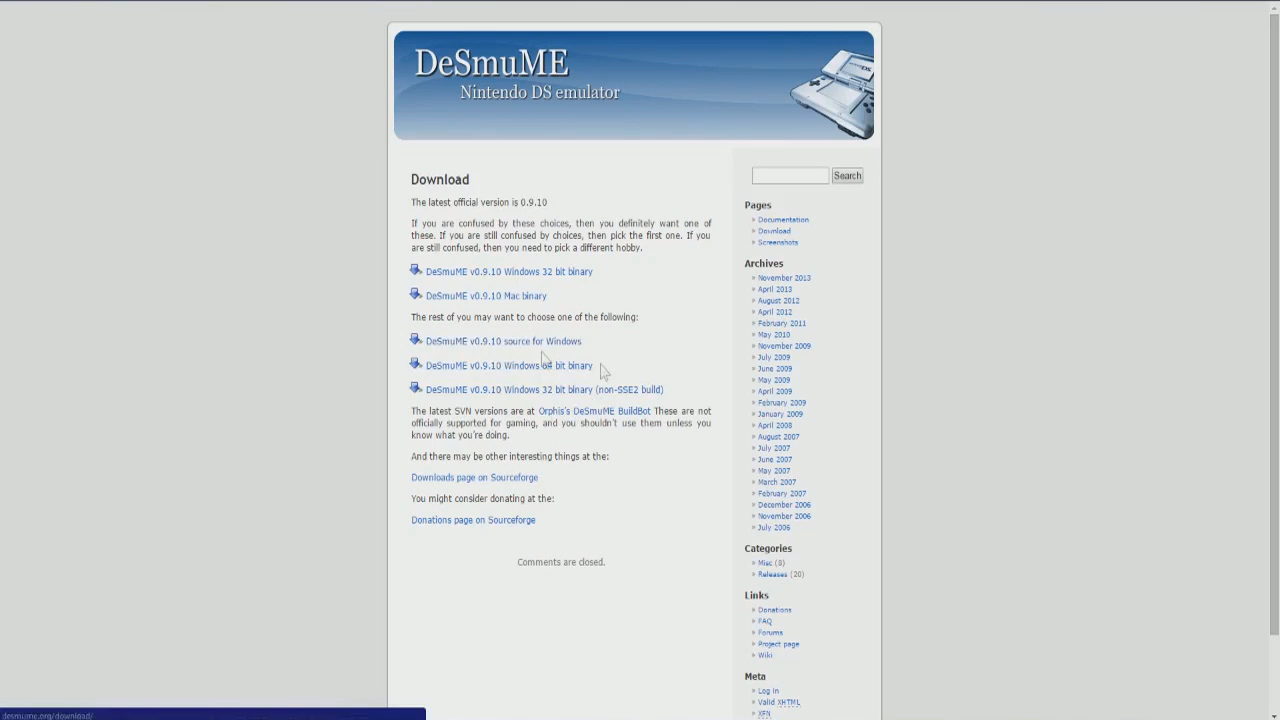 DeSmuME
Nintendo DS emulator
Download
The latest official version is 0.9.10
If you are confused by these choices, then you definitely want one of
these. If you are still confused by choices, then pick the first one. If you
are still confused, then you need to pick a different hobby.
DeSmuME v0.9.10 Windows 32 bit binary
DeSmuME v0.9.10 Mac binary
The rest of you may want to choose one of the following:
DeSmuME v0.9.10 source for Windows
DeSmuME v0.9.10 Windows 64 bit binary
DeSmuME v0.9.10 Windows 32 bit binary (non-SSE2 build)
The latest SVN versions are at Orphis's DeSmuME BuildBot These are not
officially supported for gaming, and you shouldn't use them unless you
know what you're doing.
And there may be other interesting things at the:
Downloads page on Sourceforge
You might consider donating at the:
Donations page on Sourceforge
Comments are closed.
Search
Pages
» Documentation
» Download
» Screenshots
Archives
» November 2013
» April 2013
» August 2012
» April 2012
» February 2011
» May 2010
» November 2009
» July 2009
» June 2009
» May 2009
» April 2009
» February 2009
» January 2009
» April 2008
» August 2007
» July 2007
» June 2007
» May 2007
» March 2007
» February 2007
» December 2006
» November 2006
» July 2006
Categories
» Misc (8)
» Releases (20)
Links
» Donations
» FAQ
» Forums
» Project page
» Wiki
Meta
» Log in
» Valid XHTML
» XFN
desmume.org/download/